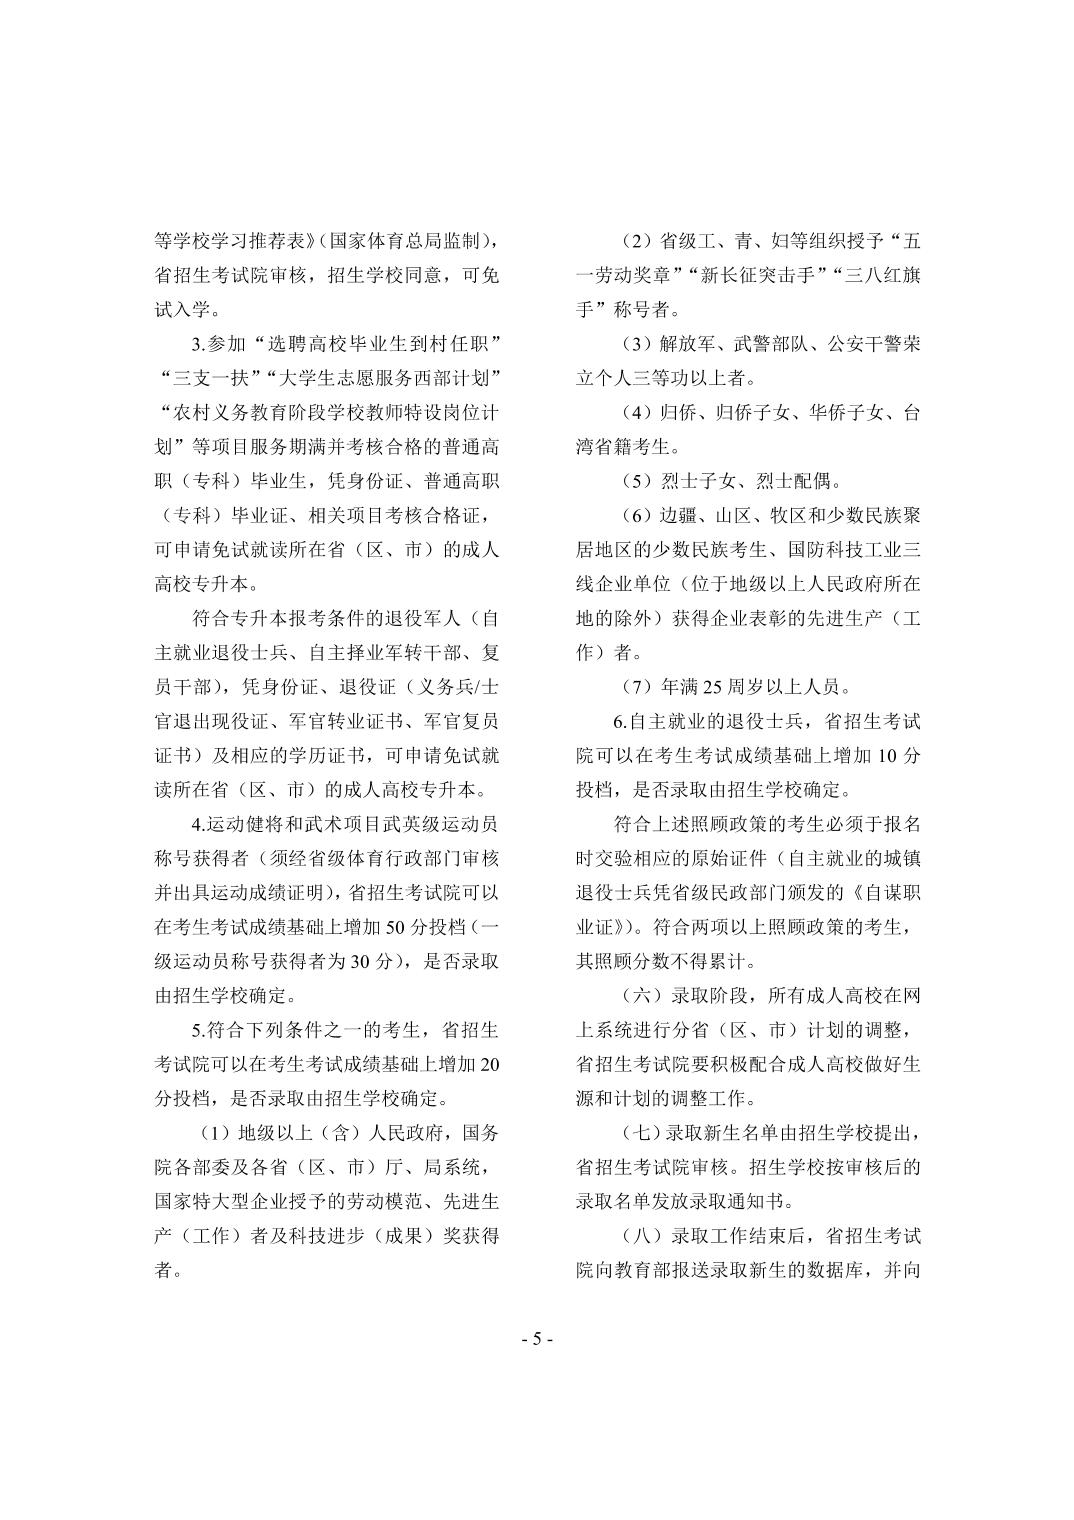 等学校学习推荐表》（国家体育总局监制），
省招生考试院审核，招生学校同意，可免
试入学。
3.参加“选聘高校毕业生到村任职”
“三支一扶”“大学生志愿服务西部计划”
“农村义务教育阶段学校教师特设岗位计
划”等项目服务期满并考核合格的普通高
职（专科）毕业生，凭身份证、普通高职
（专科）毕业证、相关项目考核合格证，
可申请免试就读所在省（区、市）的成人
高校专升本。
符合专升本报考条件的退役军人（自
主就业退役士兵、自主择业军转干部、复
员干部），凭身份证、退役证（义务兵/士
官退出现役证、军官转业证书、军官复员
证书）及相应的学历证书，可申请免试就
读所在省（区、市）的成人高校专升本。
4.运动健将和武术项目武英级运动员
称号获得者（须经省级体育行政部门审核
并出具运动成绩证明），省招生考试院可以
在考生考试成绩基础上增加 50 分投档（一
级运动员称号获得者为 30 分），是否录取
由招生学校确定。
5.符合下列条件之一的考生，省招生
考试院可以在考生考试成绩基础上增加 20
分投档，是否录取由招生学校确定。
（1）地级以上（含）人民政府，国务
院各部委及各省（区、市）厅、局系统，
国家特大型企业授予的劳动模范、先进生
产（工作）者及科技进步（成果）奖获得
者。
（2）省级工、青、妇等组织授予“五
一劳动奖章”“新长征突击手”“三八红旗
手”称号者。
（3）解放军、武警部队、公安干警荣
立个人三等功以上者。
（4）归侨、归侨子女、华侨子女、台
湾省籍考生。
（5）烈士子女、烈士配偶。
（6）边疆、山区、牧区和少数民族聚
居地区的少数民族考生、国防科技工业三
线企业单位（位于地级以上人民政府所在
地的除外）获得企业表彰的先进生产（工
作）者。
（7）年满 25 周岁以上人员。
6.自主就业的退役士兵，省招生考试
院可以在考生考试成绩基础上增加 10 分
投档，是否录取由招生学校确定。
符合上述照顾政策的考生必须于报名
时交验相应的原始证件（自主就业的城镇
退役士兵凭省级民政部门颁发的《自谋职
业证》）。符合两项以上照顾政策的考生，
其照顾分数不得累计。
（六）录取阶段，所有成人高校在网
上系统进行分省（区、市）计划的调整，
省招生考试院要积极配合成人高校做好生
源和计划的调整工作。
（七）录取新生名单由招生学校提出，
省招生考试院审核。招生学校按审核后的
录取名单发放录取通知书。
（八）录取工作结束后，省招生考试
院向教育部报送录取新生的数据库，并向
- 5 -